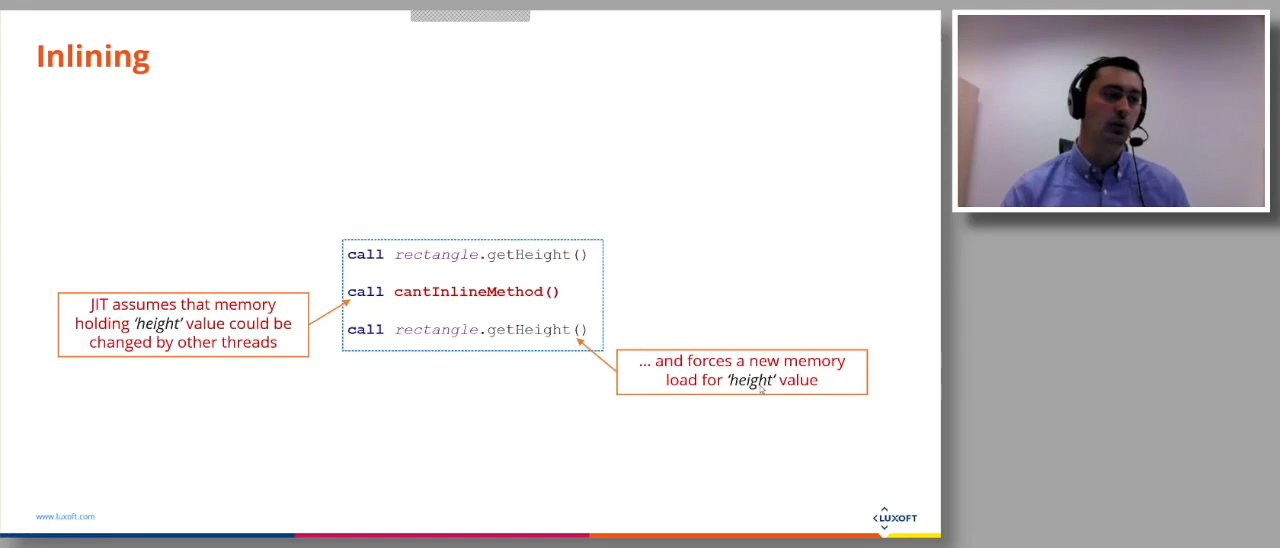 Inlining
call rectangle.getHeight()
call cantInlineMethod()
call rectangle.getHeight()
JIT assumes that memory
holding ‘height’ value could be
changed by other threads
... and forces a new memory
load for ‘height’ value
www.luxoft.com
LUXOFT